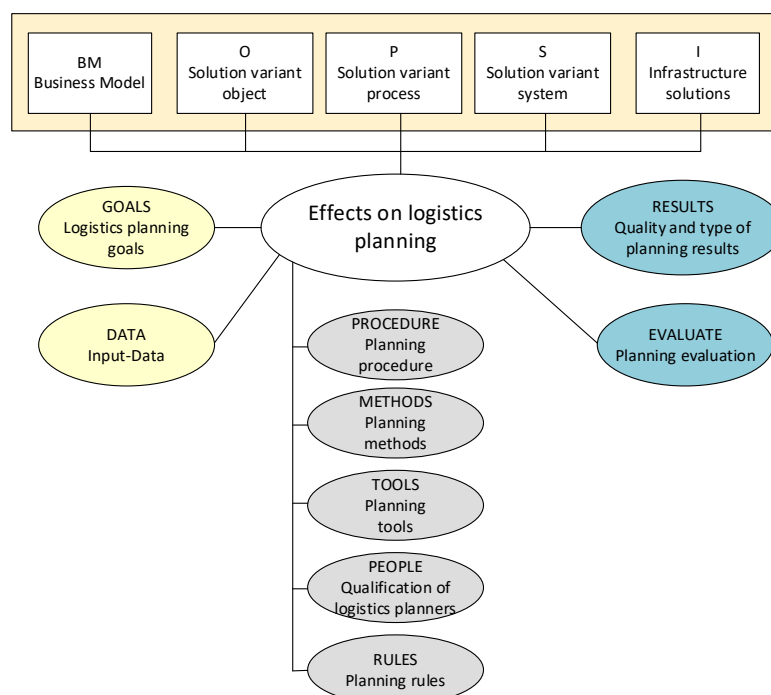 BM
Business Model
O
Solution variant
object
P
Solution variant
process
S
Solution variant
system
I
Infrastructure
solutions
GOALS
Logistics planning
goals
Effects on logistics
planning
RESULTS
Quality and type of
planning results
DATA
Input-Data
EVALUATE
Planning evaluation
PROCEDURE
Planning
procedure
METHODS
Planning
methods
TOOLS
Planning
tools
PEOPLE
Qualification of
logistics planners
RULES
Planning rules